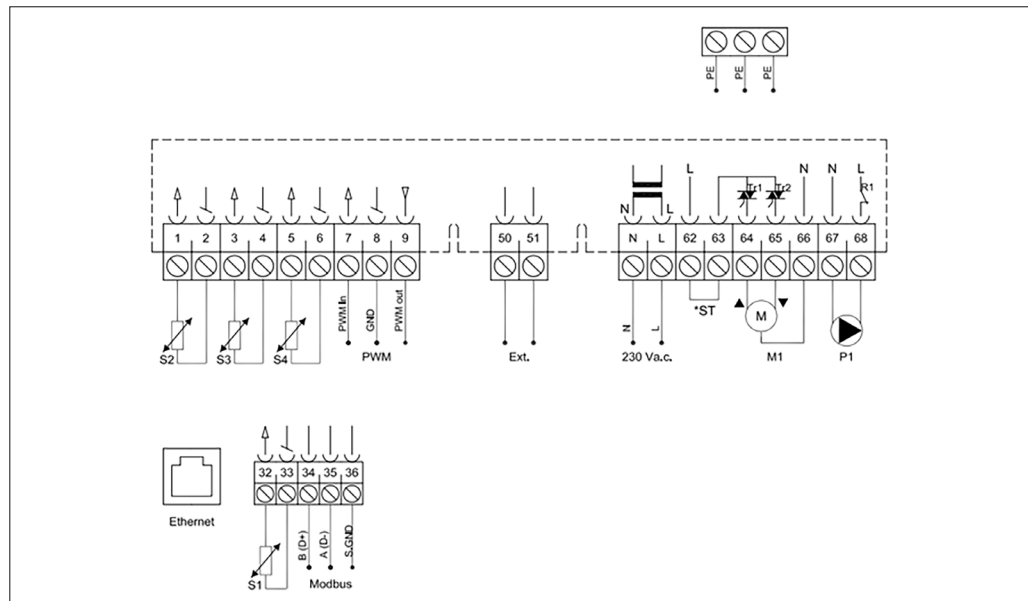 PE PE PE
L N N L
Tr1 Tr2 R1
N L
1 2 3 4 5 6 7 8 9 50 51 N L 62 63 64 65 66 67 68
PWM In GND PWM out N L *ST M
S2 S3 S4 PWM Ext. 230 Va.c. M1 P1
32 33 34 35 36
Ethernet
B (D+) A (D-) S.GND
S1 Modbus